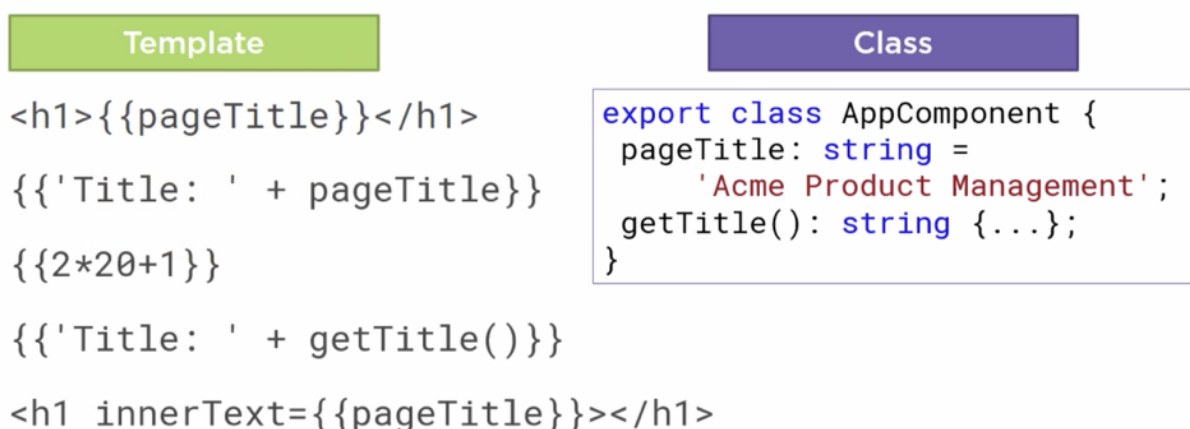 Template
<h1>{{pageTitle}}</h1>
{{'Title: ' + pageTitle}}
{{2*20+1}}
{{'Title: ' + getTitle()}}
<h1 innerText={{pageTitle}}></h1>
Class
export class AppComponent {
pageTitle: string =
'Acme Product Management';
getTitle(): string {...};
}